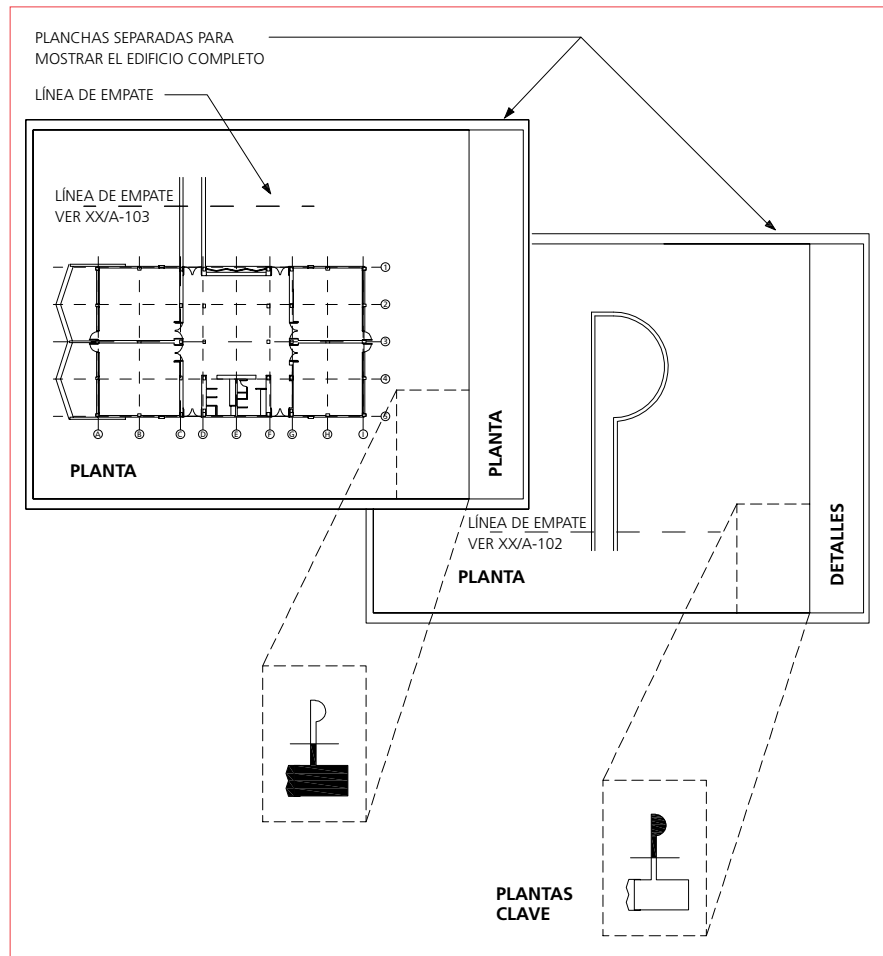 PLANCHAS SEPARADAS PARA
MOSTRAR EL EDIFICIO COMPLETO
LÍNEA DE EMPATE
LÍNEA DE EMPATE
VER XX/A-103
1
2
3
4
5
A B C D E F G H I
PLANTA
PLANTA
LÍNEA DE EMPATE
VER XX/A-102
PLANTA
DETALLES
PLANTAS
CLAVE